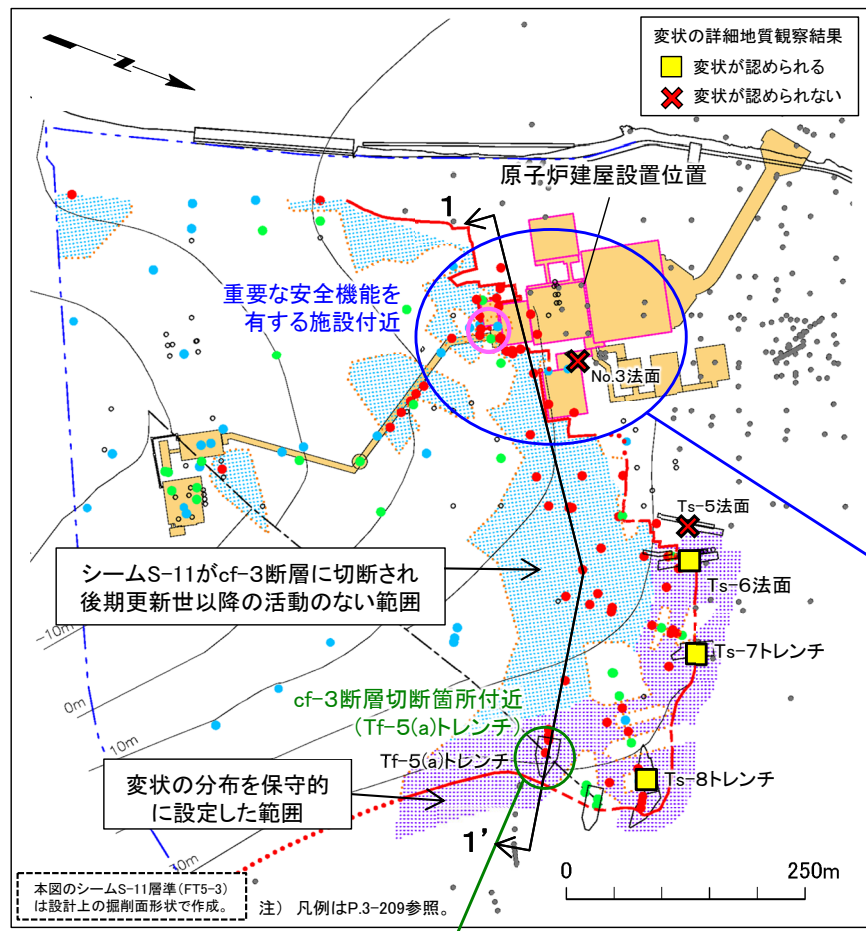 変状の詳細地質観察結果
変状が認められる
変状が認められない
原子炉建屋設置位置
1
重要な安全機能を
有する施設付近
No.3法面
Ts-5法面
シームS-11がcf-3断層に切断され
後期更新世以降の活動のない範囲
Ts-6法面
-10m
Ts-7トレンチ
0m
cf-3断層切断箇所付近
(Tf-5(a)トレンチ)
10m
Tf-5(a)トレンチ
Ts-8トレンチ
変状の分布を保守的
に設定した範囲
1'
30m
0
250m
本図のシームS-11層準(FT5-3)
は設計上の掘削面形状で作成。
注) 凡例はP.3-209参照。